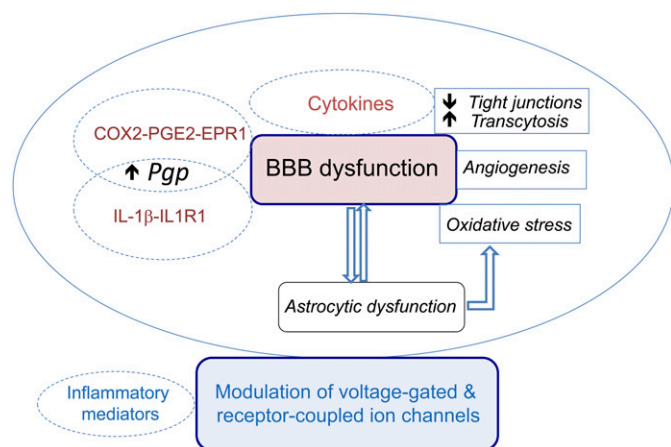 Cytokines
↓ Tight junctions
↑ Transcytosis
COX2-PGE2-EPR1
↑ Pgp
IL-1β-IL1R1
BBB dysfunction
Angiogenesis
Oxidative stress
Astrocytic dysfunction
Inflammatory
mediators
Modulation of voltage-gated &
receptor-coupled ion channels